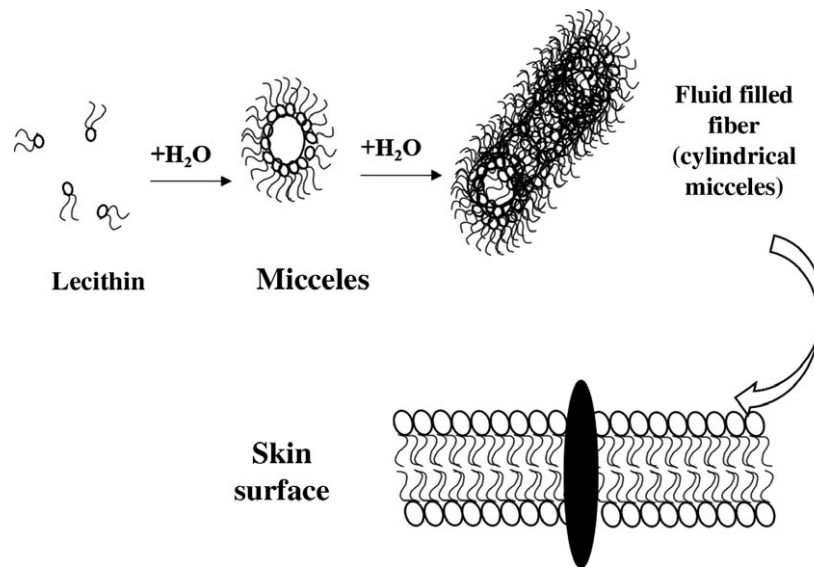 Fluid filled
fiber
(cylindrical
micceles)
+H₂O
+H₂O
Lecithin
Micceles
Skin
surface